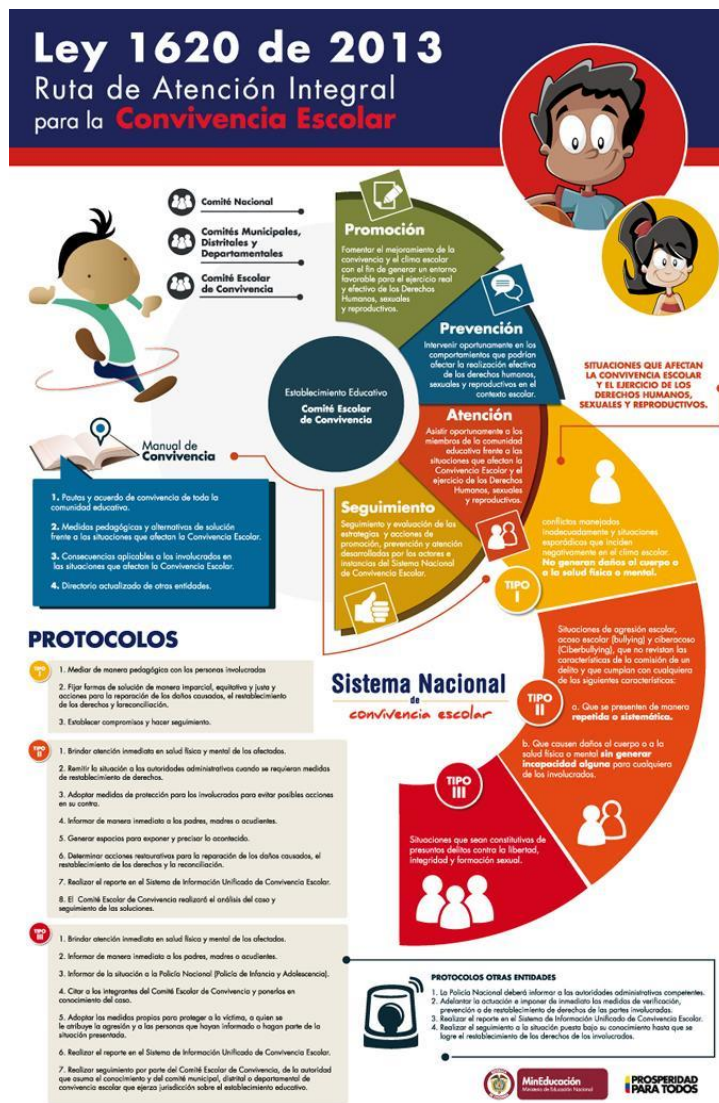 Ley 1620 de 2013
Ruta de Atención Integral
para la Convivencia Escolar
Comité Nacional
Comités Municipales,
Distritales y
Departamentales
Comité Escolar
de Convivencia
Promoción
Fomentar el mejoramiento de la
convivencia y el clima escolar
con el fin de generar un entorno
favorable para el ejercicio real
y efectivo de los Derechos
Humanos, sexuales
y reproductivos.
Prevención
Intervenir oportunamente en los
comportamientos que podrían
afectar la realización efectiva
de los derechos humanos,
sexuales y reproductivos en el
contexto escolar.
Establecimiento Educativo
Comité Escolar
de Convivencia
Atención
Asistir oportunamente a los
miembros de la comunidad
educativa frente a las
situaciones que afectan la
Convivencia Escolar y el
ejercicio de los Derechos
Humanos, sexuales
y reproductivos.
Seguimiento
Seguimiento y evaluación de las
estrategias y acciones de
promoción, prevención y atención
desarrolladas por los actores e
instancias del Sistema Nacional
de Convivencia Escolar.
Manual de
Convivencia
1. Pautas y acuerdo de convivencia de toda la
comunidad educativa.
2. Medidas pedagógicas y alternativas de solución
frente a las situaciones que afectan la Convivencia Escolar.
3. Consecuencias aplicables a los involucrados en
las situaciones que afectan la Convivencia Escolar.
4. Directorio actualizado de otras entidades.
SITUACIONES QUE AFECTAN
LA CONVIVENCIA ESCOLAR
Y EL EJERCICIO DE LOS
DERECHOS HUMANOS,
SEXUALES Y REPRODUCTIVOS.
conflictos manejados
inadecuadamente y situaciones
esporádicas que inciden
negativamente en el clima escolar.
No generan daños al cuerpo o
a la salud física o mental.
TIPO
I
Situaciones de agresión escolar,
acoso escolar (bullying) y ciberacoso
(Ciberbullying), que no revistan las
características de la comisión de un
delito y que cumplan con cualquiera
de las siguientes características:
a. Que se presenten de manera
repetida o sistemática.
b. Que causen daños al cuerpo o a la
salud física o mental sin generar
incapacidad alguna para cualquiera
de los involucrados.
TIPO
II
TIPO
III
Situaciones que sean constitutivas de
presuntos delitos contra la libertad,
integridad y formación sexual.
Sistema Nacional
de
convivencia escolar
PROTOCOLOS
TIPO
I
1. Mediar de manera pedagógica con las personas involucradas
2. Fijar formas de solución de manera imparcial, equitativa y justa y
acciones para la reparación de los daños causados, el restablecimiento
de los derechos y lareconciliación.
3. Establecer compromisos y hacer seguimiento.
TIPO
II
1. Brindar atención inmediata en salud física y mental de los afectados.
2. Remitir la situación a las autoridades administrativas cuando se requieran medidas
de restablecimiento de derechos.
3. Adoptar medidas de protección para los involucrados para evitar posibles acciones
en su contra.
4. Informar de manera inmediata a los padres, madres o acudientes.
5. Generar espacios para exponer y precisar lo acontecido.
6. Determinar acciones restaurativas para la reparación de los daños causados, el
restablecimiento de los derechos y la reconciliación.
7. Realizar el reporte en el Sistema de Información Unificado de Convivencia Escolar.
8. El Comité Escolar de Convivencia realizará el análisis del caso y
seguimiento de las soluciones.
TIPO
III
1. Brindar atención inmediata en salud física y mental de los afectados.
2. Informar de manera inmediata a los padres, madres o acudientes.
3. Informar de la situación a la Policía Nacional (Policía de Infancia y Adolescencia).
4. Citar a los integrantes del Comité Escolar de Convivencia y ponerlos en
conocimiento del caso.
5. Adoptar las medidas propias para proteger a la víctima, a quien se
le atribuye la agresión y a las personas que hayan informado o hagan parte de la
situación presentada.
6. Realizar el reporte en el Sistema de Información Unificado de Convivencia Escolar.
7. Realizar seguimiento por parte del Comité Escolar de Convivencia, de la autoridad
que asuma el conocimiento y del comité municipal, distrital o departamental de
convivencia escolar que ejerza jurisdicción sobre el establecimiento educativo.
PROTOCOLOS OTRAS ENTIDADES
1. La Policía Nacional deberá informar a las autoridades administrativas competentes.
2. Adelantar la actuación e imponer de inmediato las medidas de verificación,
prevención o de restablecimiento de derechos de las partes involucradas.
3. Realizar el reporte en el Sistema de Información Unificado de Convivencia Escolar.
4. Realizar el seguimiento a la situación puesta bajo su conocimiento hasta que se
logre el restablecimiento de los derechos de los involucrados.
MinEducación
Ministerio de Educación Nacional
PROSPERIDAD
PARA TODOS